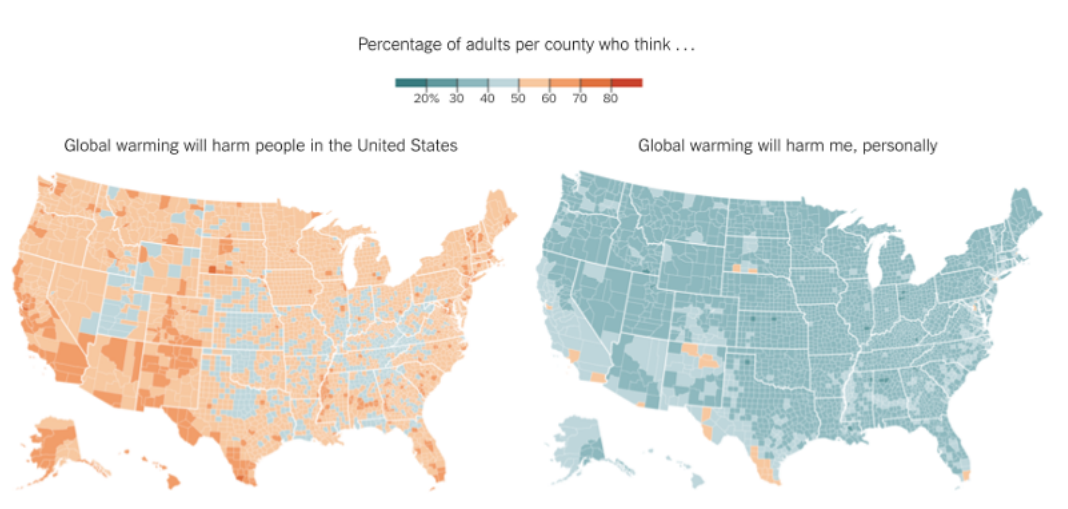 Percentage of adults per county who think ...
20% 30 40 50 60 70 80
Global warming will harm people in the United States
Global warming will harm me, personally